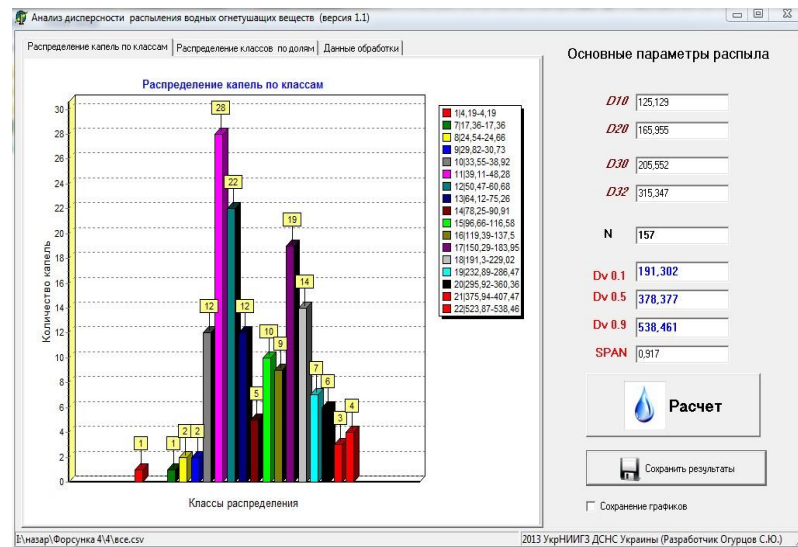 Анализ дисперсности распыления водных огнетушащих веществ (версия 1.1)
Распределение капель по классам
Распределение классов по долям
Данные обработки
Распределение капель по классам
Количество капель
30
28
26
24
22
20
18
16
14
12
10
8
6
4
2
0
1
1
2
2
12
28
22
12
5
10
9
19
14
7
6
3
4
Классы распределения
1|4,19-4,19
7|17,36-17,36
8|24,54-24,66
9|29,82-30,73
10|33,55-38,92
11|39,11-48,28
12|50,47-60,68
13|64,12-75,26
14|78,25-90,91
15|96,66-116,58
16|119,39-137,5
17|150,29-183,95
18|191,3-229,02
19|232,89-286,47
20|295,92-360,36
21|375,94-407,47
22|523,87-538,46
Основные параметры распыла
D10 125,129
D20 165,955
D30 205,552
D32 315,347
N 157
Dv 0.1 191,302
Dv 0.5 378,377
Dv 0.9 538,461
SPAN 0,917
Расчет
Сохранить результаты
Сохранение графиков
I:\назар\Форсунка 4\4\все.csv
2013 УкрНИИГЗ ДСНС Украины (Разработчик Огурцов С.Ю.)